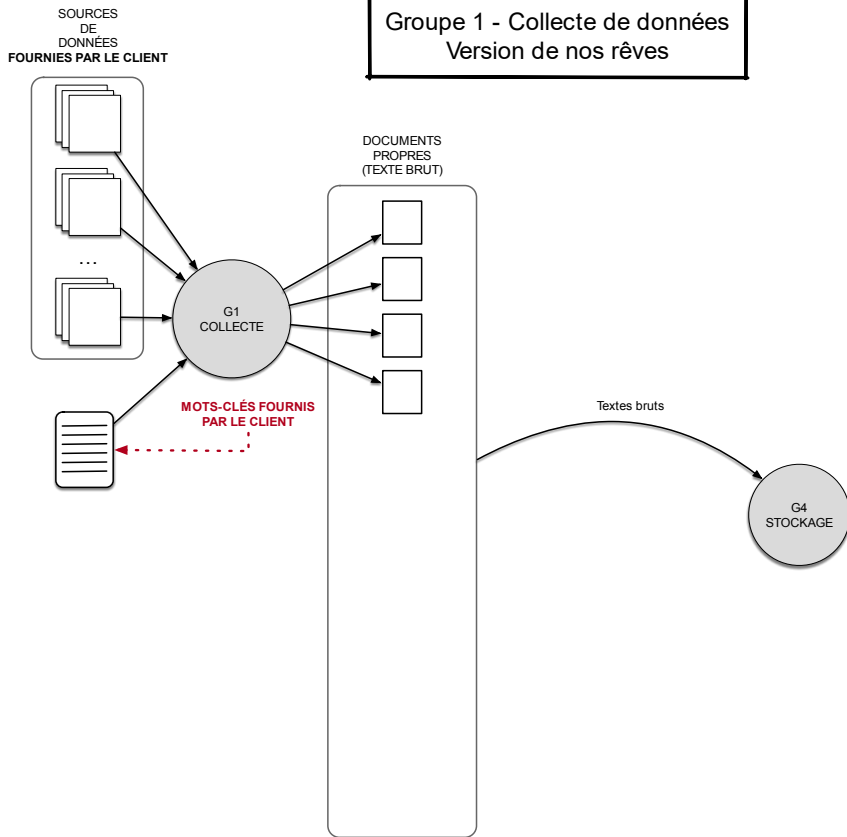 SOURCES
DE
DONNÉES
FOURNIES PAR LE CLIENT
Groupe 1 - Collecte de données
Version de nos rêves
DOCUMENTS
PROPRES
(TEXTE BRUT)
...
G1
COLLECTE
MOTS-CLÉS FOURNIS
PAR LE CLIENT
Textes bruts
G4
STOCKAGE